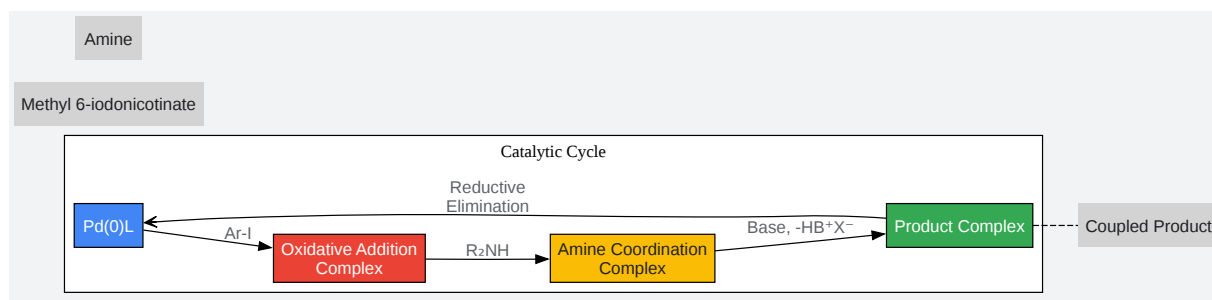 Amine
Methyl 6-iodonicotinate
Catalytic Cycle
Reductive
Elimination
Pd(0)L
Ar-I
Oxidative Addition
Complex
R₂NH
Amine Coordination
Complex
Base, -HB⁺X⁻
Product Complex
Coupled Product